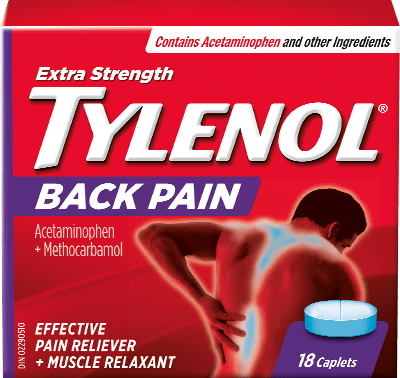 Contains Acetaminophen and other Ingredients
Extra Strength
TYLENOL®
BACK PAIN
Acetaminophen
+ Methocarbamol
EFFECTIVE
PAIN RELIEVER
+ MUSCLE RELAXANT
18 Caplets
DIN 02290510